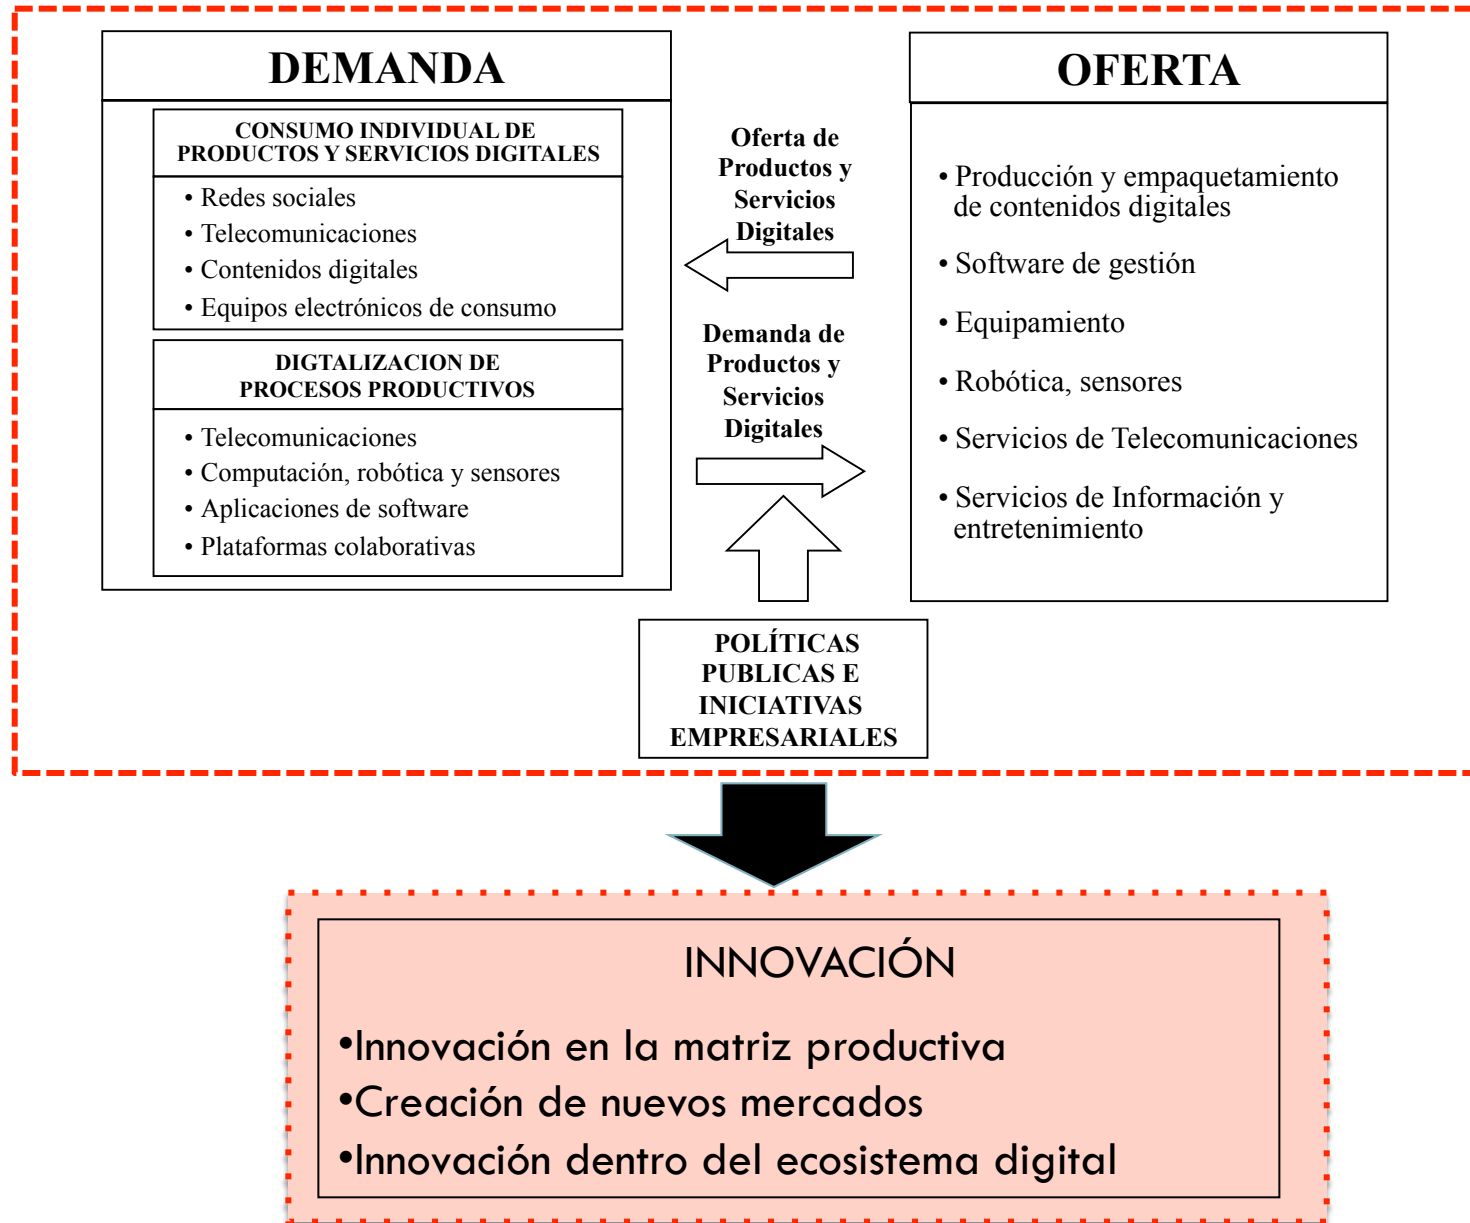 DEMANDA
CONSUMO INDIVIDUAL DE
PRODUCTOS Y SERVICIOS DIGITALES
• Redes sociales
• Telecomunicaciones
• Contenidos digitales
• Equipos electrónicos de consumo
DIGTALIZACION DE
PROCESOS PRODUCTIVOS
• Telecomunicaciones
• Computación, robótica y sensores
• Aplicaciones de software
• Plataformas colaborativas
Oferta de
Productos y
Servicios
Digitales
Demanda de
Productos y
Servicios
Digitales
OFERTA
• Producción y empaquetamiento
de contenidos digitales
• Software de gestión
• Equipamiento
• Robótica, sensores
• Servicios de Telecomunicaciones
• Servicios de Información y
entretenimiento
POLÍTICAS
PUBLICAS E
INICIATIVAS
EMPRESARIALES
INNOVACIÓN
•Innovación en la matriz productiva
•Creación de nuevos mercados
•Innovación dentro del ecosistema digital